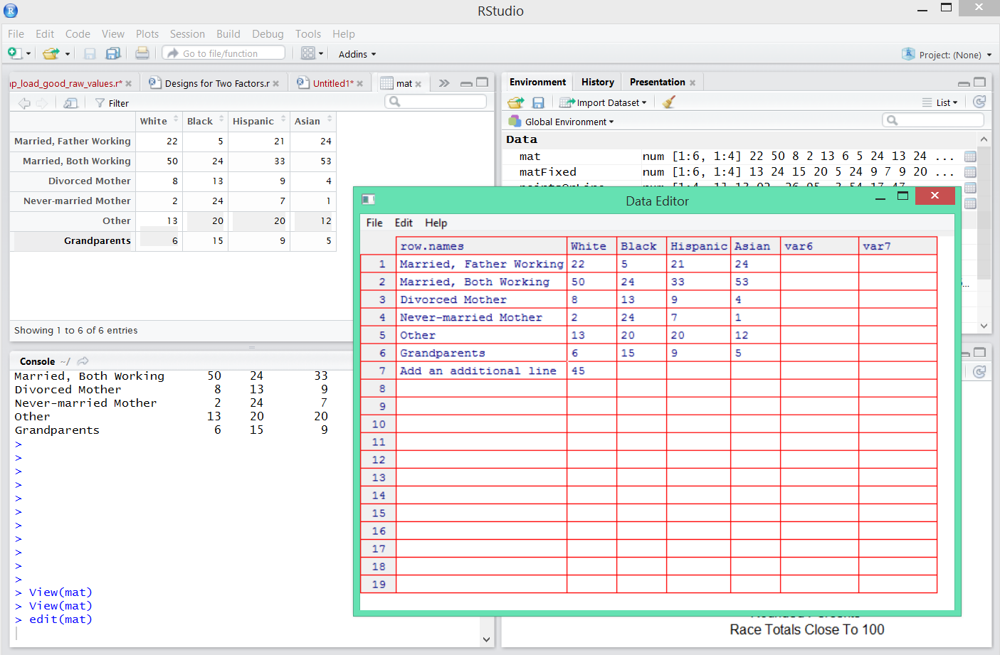 RStudio
File Edit Code View Plots Session Build Debug Tools Help
Go to file/function Addins Project: (None)
np_load_good_raw_values.r* Designs for Two Factors.r Untitled1* mat
Filter
White Black Hispanic Asian
Married, Father Working 22 5 21 24
Married, Both Working 50 24 33 53
Divorced Mother 8 13 9 4
Never-married Mother 2 24 7 1
Other 13 20 20 12
Grandparents 6 15 9 5
Showing 1 to 6 of 6 entries
Environment History Presentation
Import Dataset List
Global Environment
Data
mat num [1:6, 1:4] 22 50 8 2 13 6 5 24 13 24 ...
matFixed num [1:6, 1:4] 13 24 15 20 5 24 9 7 9 20 ...
Console ~/
Married, Both Working 50 24 33
Divorced Mother 8 13 9
Never-married Mother 2 24 7
Other 13 20 20
Grandparents 6 15 9
>
>
>
>
>
>
>
>
>
>
>
> View(mat)
> View(mat)
> edit(mat)
Data Editor
File Edit Help
row.names White Black Hispanic Asian var6 var7
1 Married, Father Working 22 5 21 24
2 Married, Both Working 50 24 33 53
3 Divorced Mother 8 13 9 4
4 Never-married Mother 2 24 7 1
5 Other 13 20 20 12
6 Grandparents 6 15 9 5
7 Add an additional line 45
8
9
10
11
12
13
14
15
16
17
18
19
Race Totals Close To 100